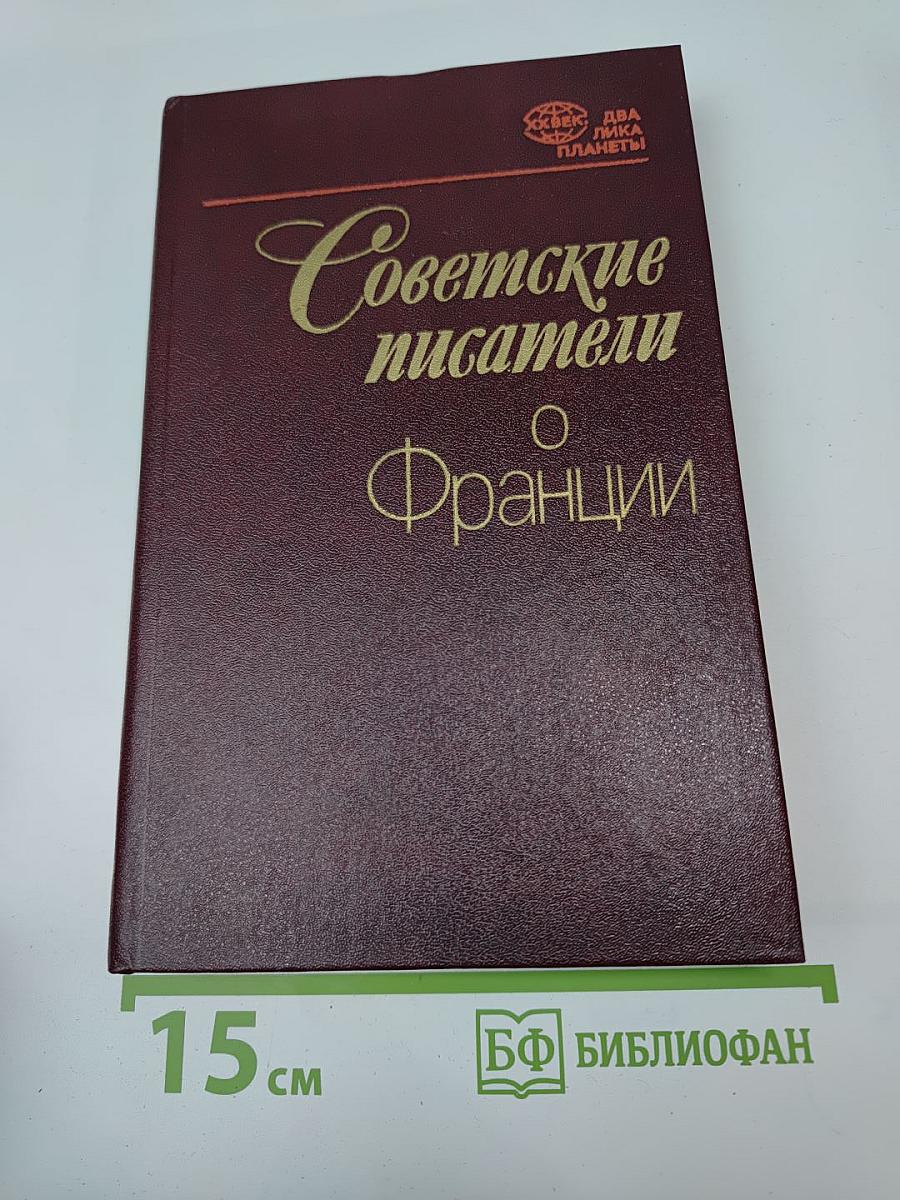 XX ВЕК: ДВА
ЛИКА
ПЛАНЕТЫ
Советские
писатели
о
Франции
15 см
БФ БИБЛИОФАН